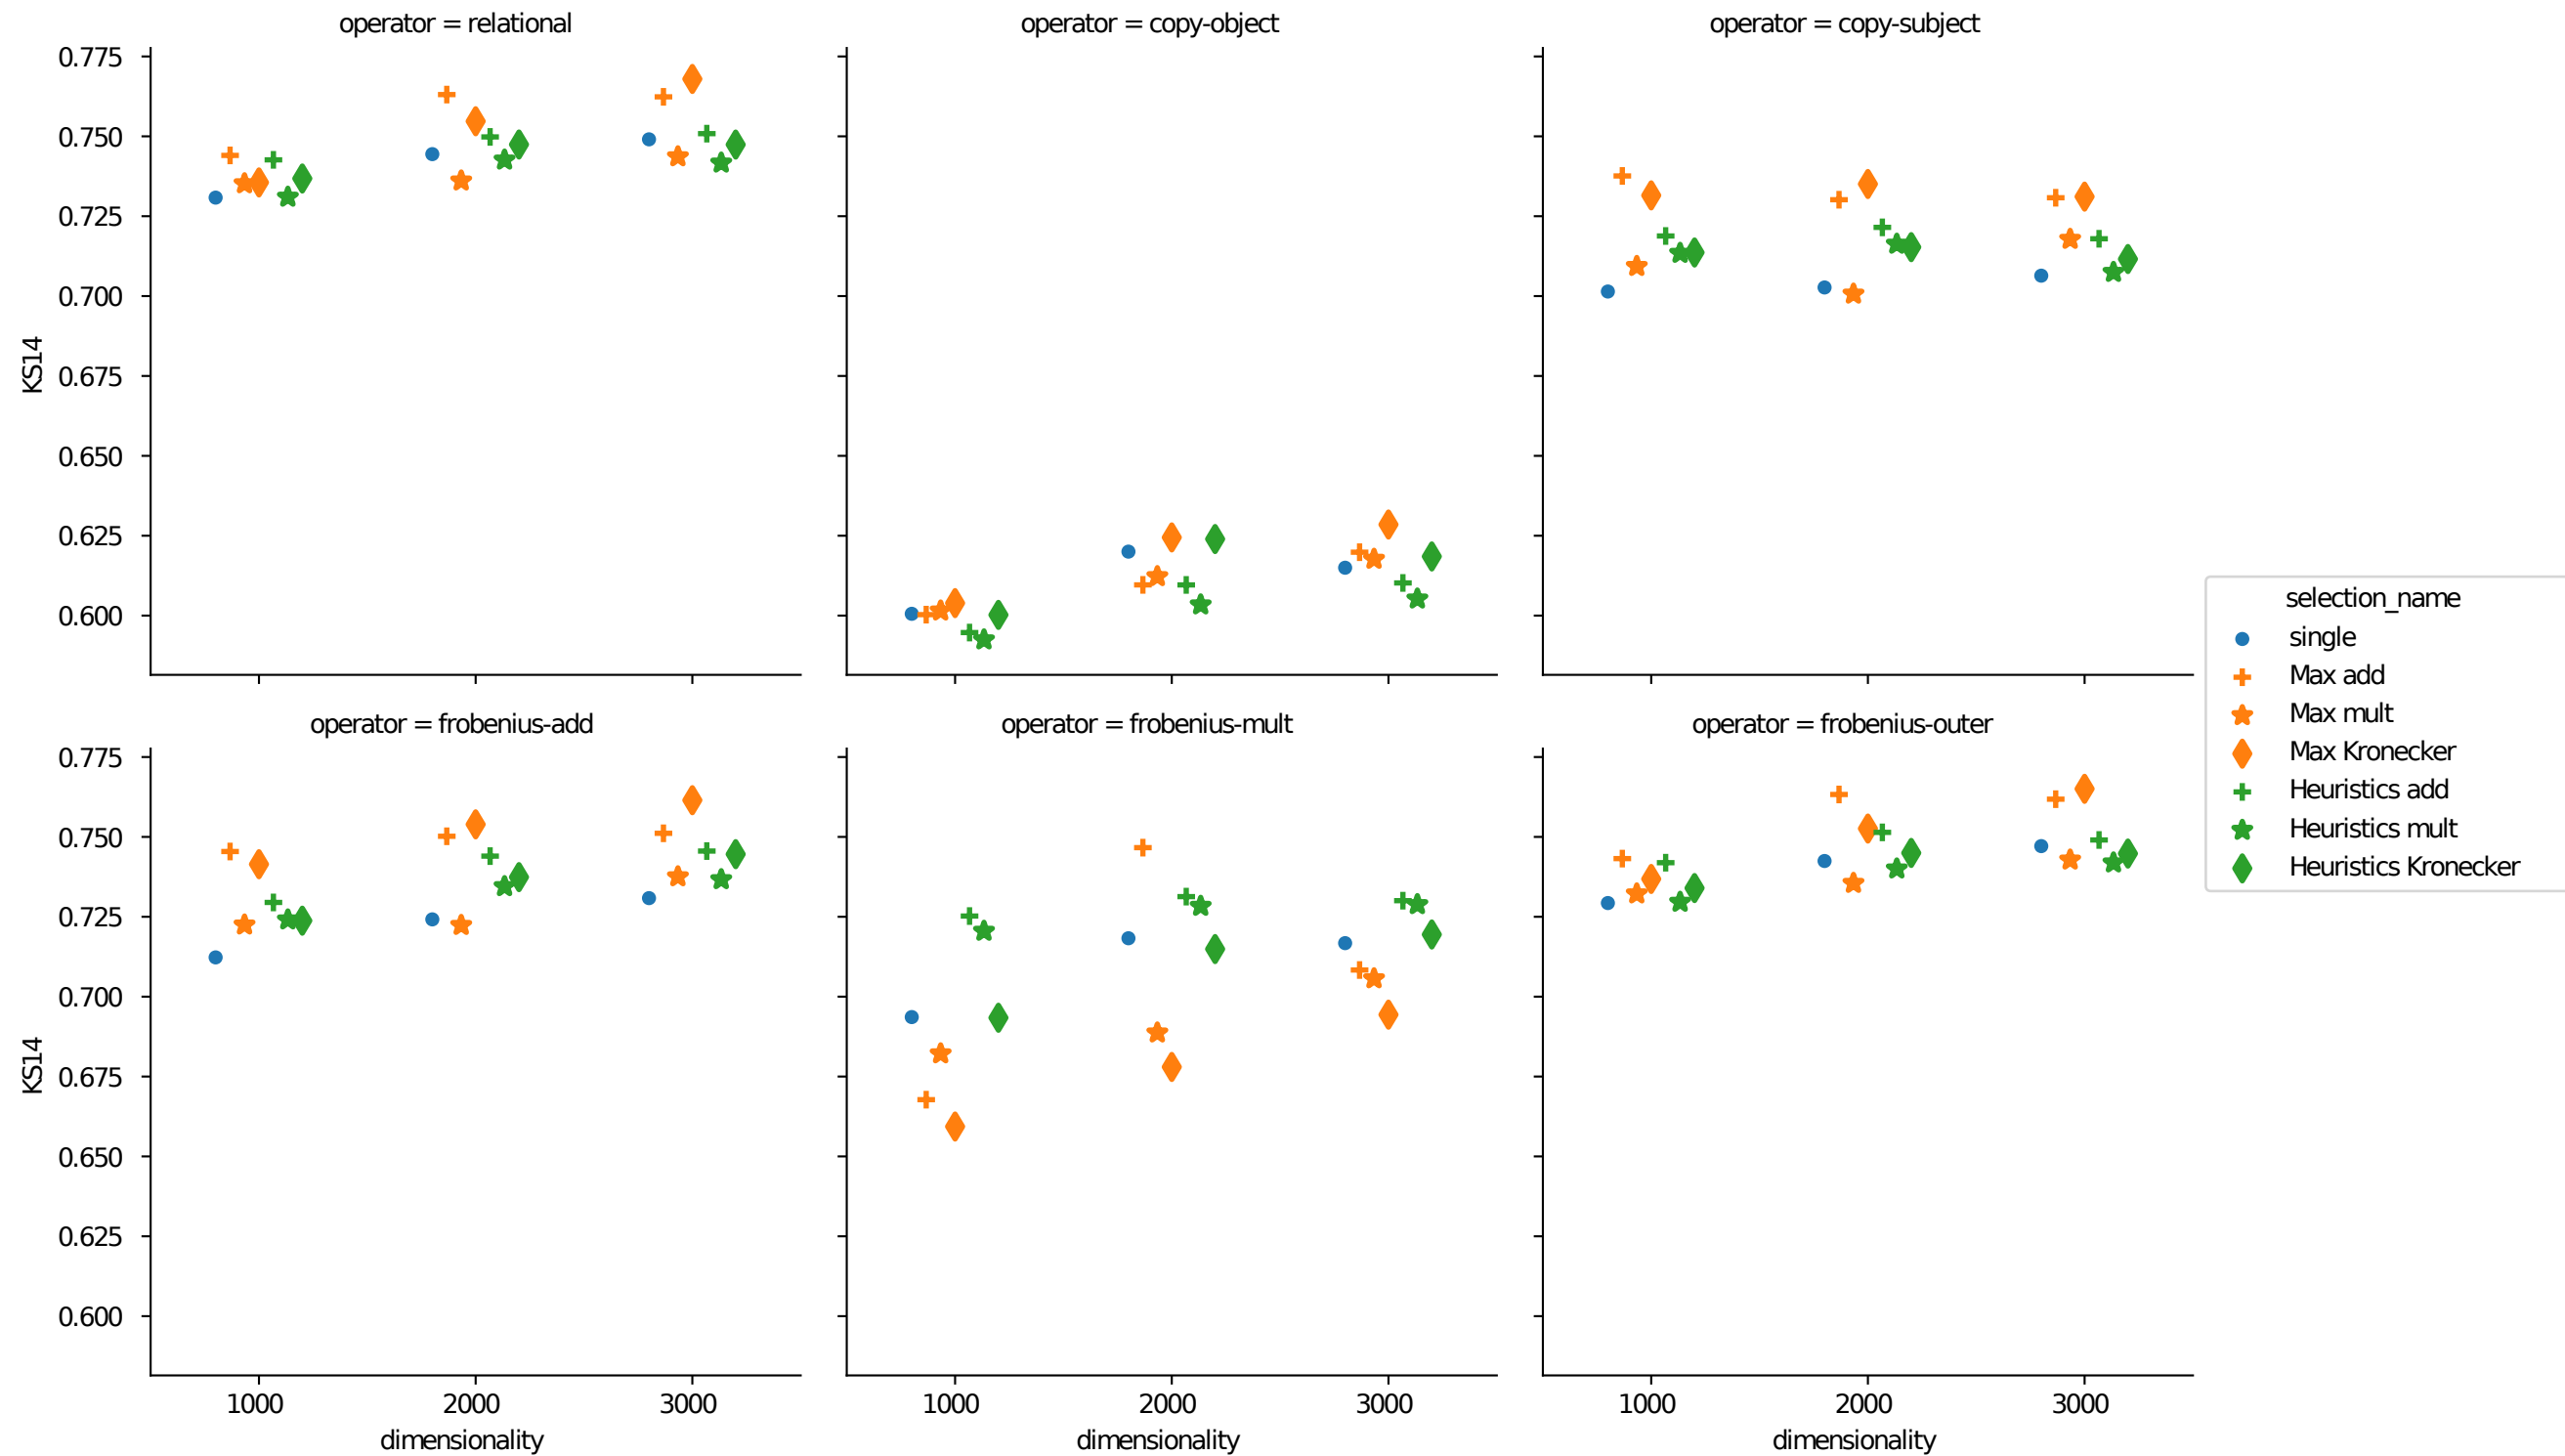 operator = relational
operator = copy-object
operator = copy-subject
KS14
0.775
0.750
0.725
0.700
0.675
0.650
0.625
0.600
operator = frobenius-add
operator = frobenius-mult
operator = frobenius-outer
KS14
0.775
0.750
0.725
0.700
0.675
0.650
0.625
0.600
1000 2000 3000
1000 2000 3000
1000 2000 3000
dimensionality
dimensionality
dimensionality
selection_name
single
Max add
Max mult
Max Kronecker
Heuristics add
Heuristics mult
Heuristics Kronecker